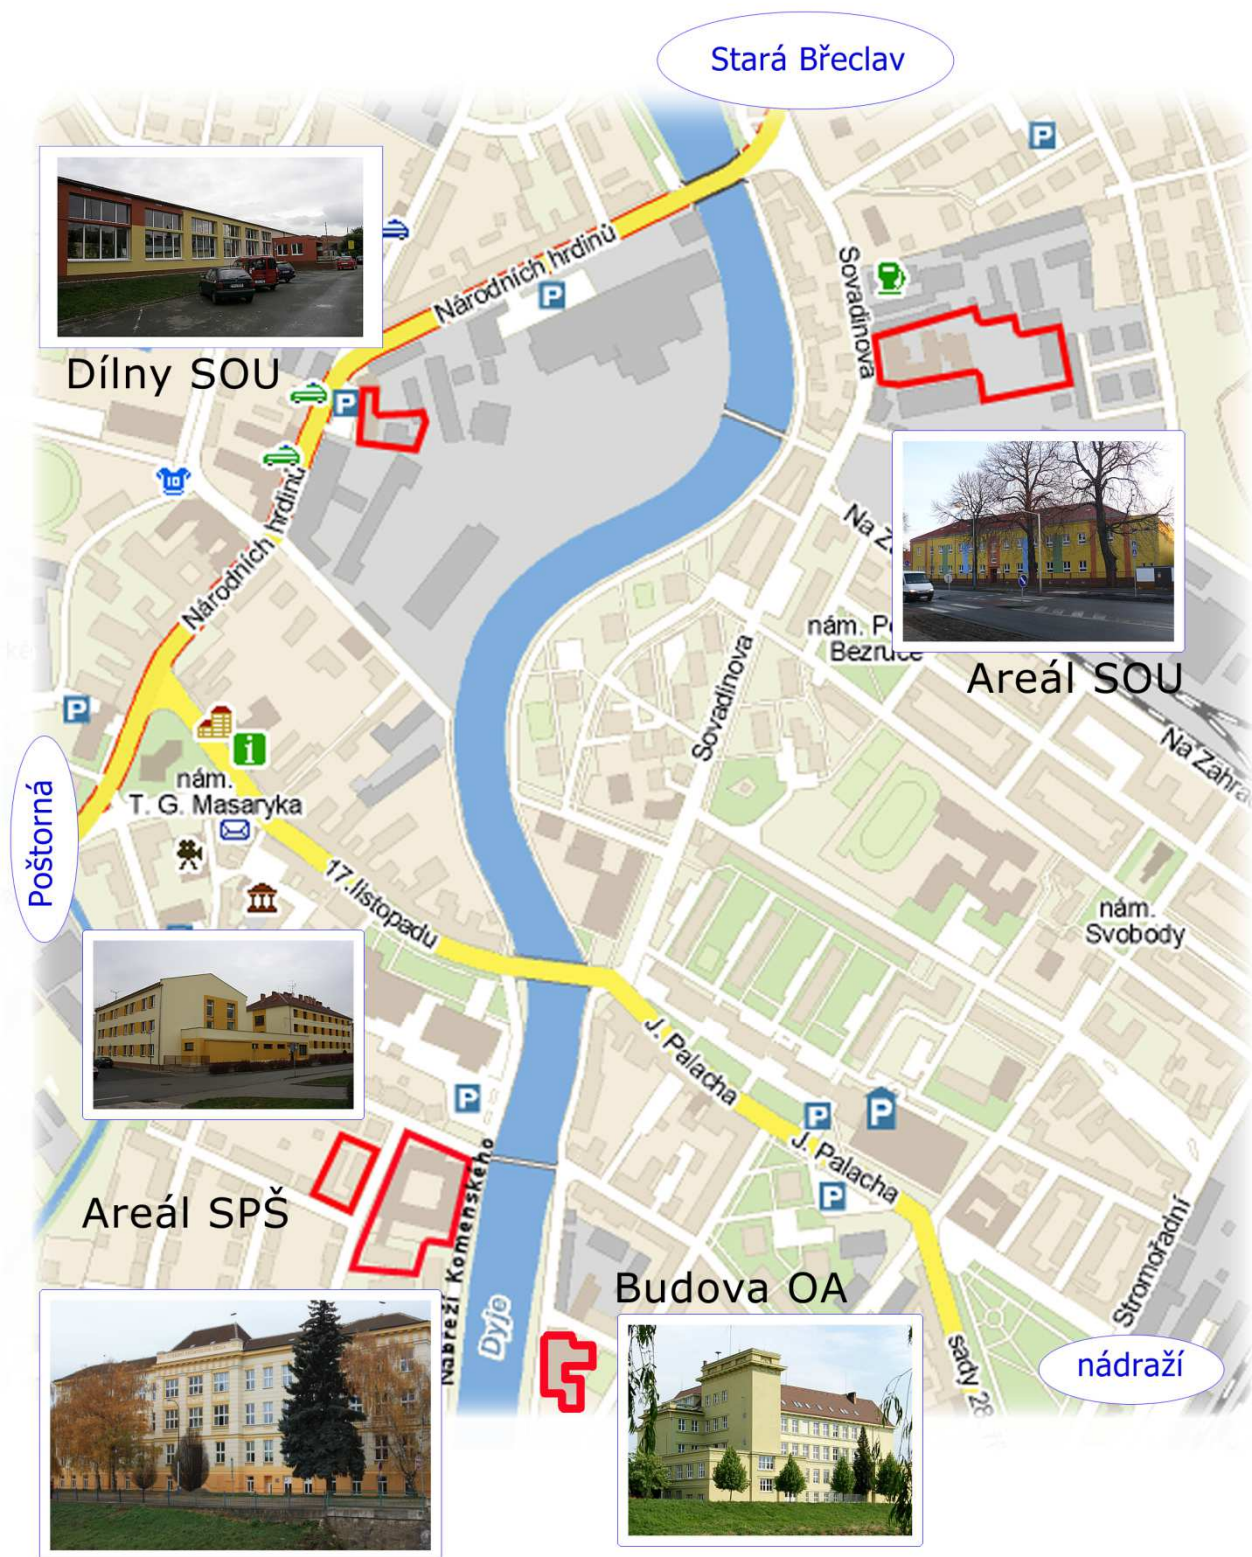 Stará Břeclav
P
Národních hrdinů
P
Sovadinova
Dílny SOU
P
10
Národních hrdinů
Na
nám.
Bezruče
Areál SOU
Sovadinova
P
i
Na Zahra
nám.
T. G. Masaryka
Poštorná
17.listopadu
nám.
Svobody
J. Palacha
P
P
P
J. Palacha
P
Nábřeží Komenského
Areál SPŠ
Stromořadní
Dyje
Budova OA
sady 28
nádraží